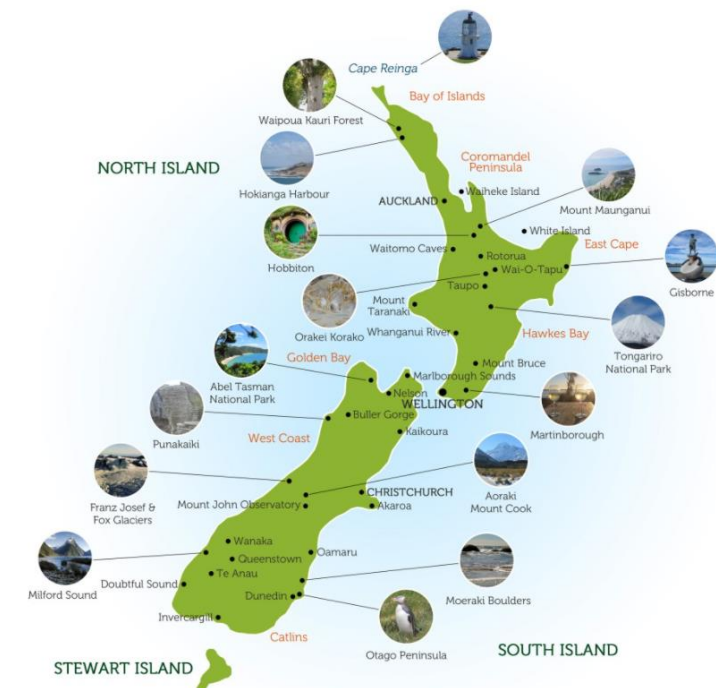 Cape Reinga
Bay of Islands
Waipoua Kauri Forest
NORTH ISLAND
Coromandel
Peninsula
Hokianga Harbour
Waiheke Island
AUCKLAND
Mount Maunganui
White Island
East Cape
Hobbiton
Waitomo Caves
Rotorua
Wai-O-Tapu
Taupo
Gisborne
Mount
Taranaki
Orakei Korako
Whanganui River
Hawkes Bay
Tongariro
National Park
Golden Bay
Mount Bruce
Marlborough Sounds
Abel Tasman
National Park
Nelson
WELLINGTON
Buller Gorge
Martinborough
Punakaiki
West Coast
Kaikoura
CHRISTCHURCH
Aoraki
Mount Cook
Mount John Observatory
Akaroa
Franz Josef &
Fox Glaciers
Wanaka
Queenstown
Oamaru
Te Anau
Doubtful Sound
Milford Sound
Dunedin
Moeraki Boulders
Invercargill
Catlins
Otago Peninsula
SOUTH ISLAND
STEWART ISLAND